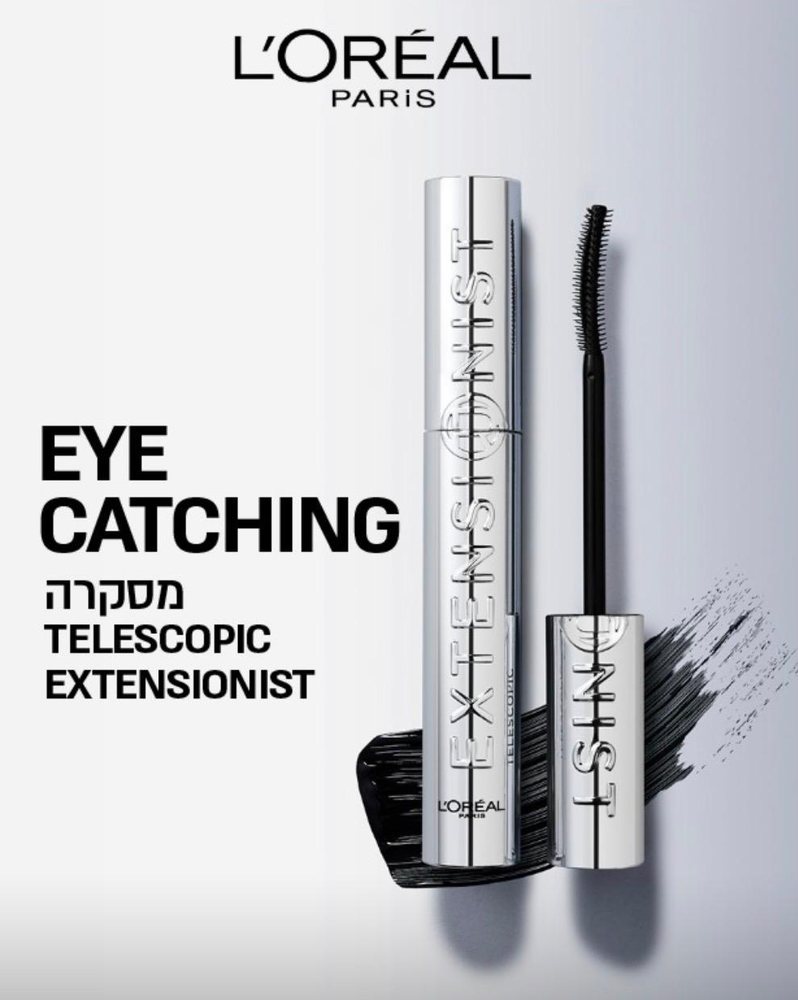 L'ORÉAL
PARiS
EYE
CATCHING
מסקרה
TELESCOPIC
EXTENSIONIST
EXTENSIONIST
TELESCOPIC
L'ORÉAL
PARIS
NIST